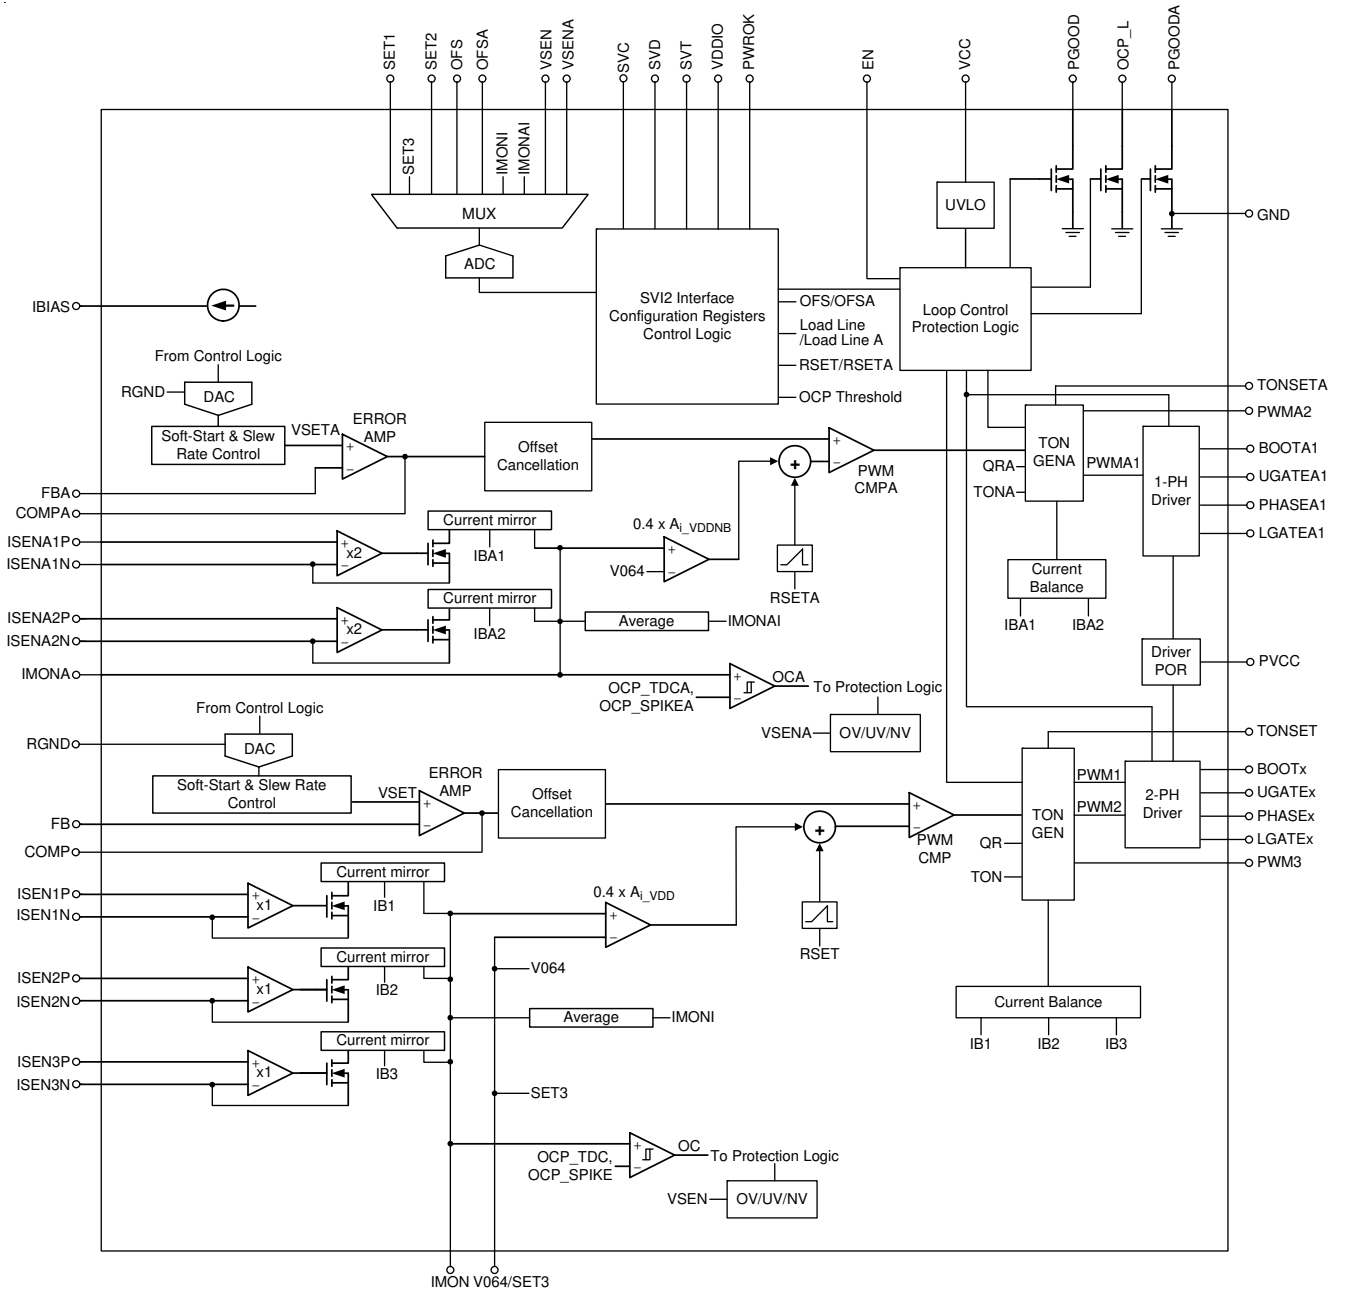 SET1
SET2
OFS
OFSA
VSEN
VSENA
SVC
SVD
SVT
VDDIO
PWROK
EN
VCC
PGOOD
OCP_L
PGOODA
SET3
IMONI
IMONAI
MUX
ADC
UVLO
GND
IBIAS
SVI2 Interface
Configuration Registers
Control Logic
OFS/OFSA
Load Line
/Load Line A
RSET/RSETA
OCP Threshold
Loop Control
Protection Logic
From Control Logic
RGND
DAC
Soft-Start & Slew
Rate Control
VSETA
ERROR
AMP
+
−
Offset
Cancellation
+
−
PWM
CMPA
+
TON
GENA
QRA
TONA
PWMA1
1-PH
Driver
TONSETA
PWMA2
BOOTA1
UGATEA1
PHASEA1
LGATEA1
FBA
COMPA
ISENA1P
ISENA1N
+
−
x2
Current mirror
IBA1
0.4 x Ai_VDDNB
+
−
V064
RSETA
Current
Balance
IBA1
IBA2
ISENA2P
ISENA2N
+
−
x2
Current mirror
IBA2
Average
IMONAI
Driver
POR
PVCC
IMONA
OCP_TDCA,
OCP_SPIKEA
+
−
OCA
To Protection Logic
VSENA
OV/UV/NV
From Control Logic
RGND
DAC
Soft-Start & Slew Rate
Control
VSET
ERROR
AMP
+
−
Offset
Cancellation
+
−
PWM
CMP
+
TON
GEN
QR
TON
PWM1
PWM2
2-PH
Driver
TONSET
BOOTx
UGATEx
PHASEx
LGATEx
PWM3
FB
COMP
ISEN1P
ISEN1N
+
−
x1
Current mirror
IB1
0.4 x Ai_VDD
+
−
RSET
V064
ISEN2P
ISEN2N
+
−
x1
Current mirror
IB2
Average
IMONI
Current Balance
IB1
IB2
IB3
ISEN3P
ISEN3N
+
−
x1
Current mirror
IB3
SET3
OCP_TDC,
OCP_SPIKE
+
−
OC
To Protection Logic
VSEN
OV/UV/NV
IMON
V064/SET3